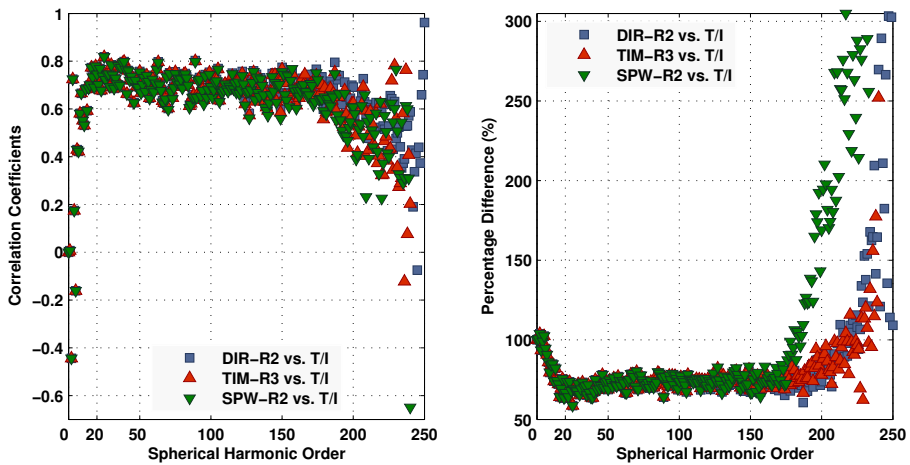 1
0.8
0.6
0.4
0.2
0
−0.2
−0.4
−0.6
Correlation Coefficients
DIR−R2 vs. T/I
TIM−R3 vs. T/I
SPW−R2 vs. T/I
0 20 50 100 150 200 250
Spherical Harmonic Order
300
250
200
150
100
50
Percentage Difference (%)
DIR−R2 vs. T/I
TIM−R3 vs. T/I
SPW−R2 vs. T/I
0 20 50 100 150 200 250
Spherical Harmonic Order